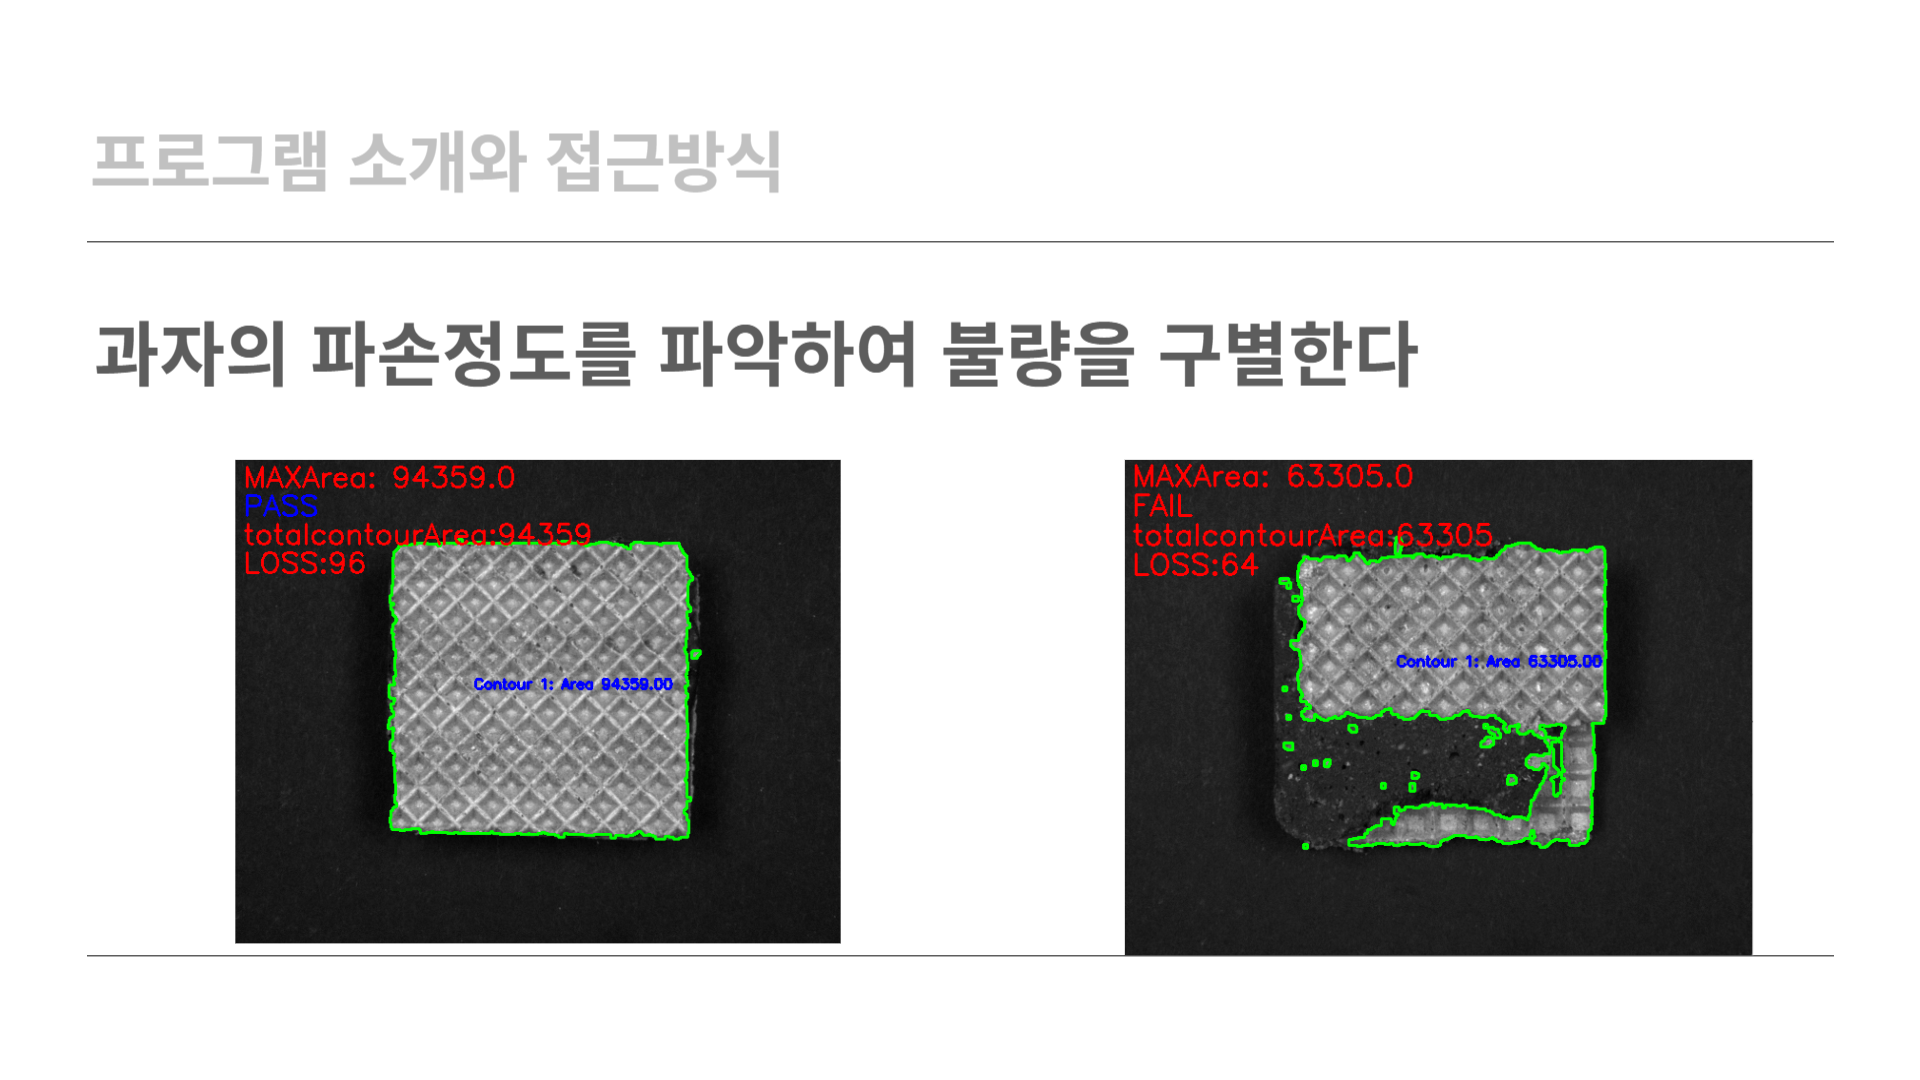 프로그램 소개와 접근방식
과자의 파손정도를 파악하여 불량을 구별한다
MAXArea: 94359.0
PASS
totalcontourArea:94359
LOSS:96
Contour 1: Area 94359.00
MAXArea: 63305.0
FAIL
totalcontourArea:63305
LOSS:64
Contour 1: Area 63305.00